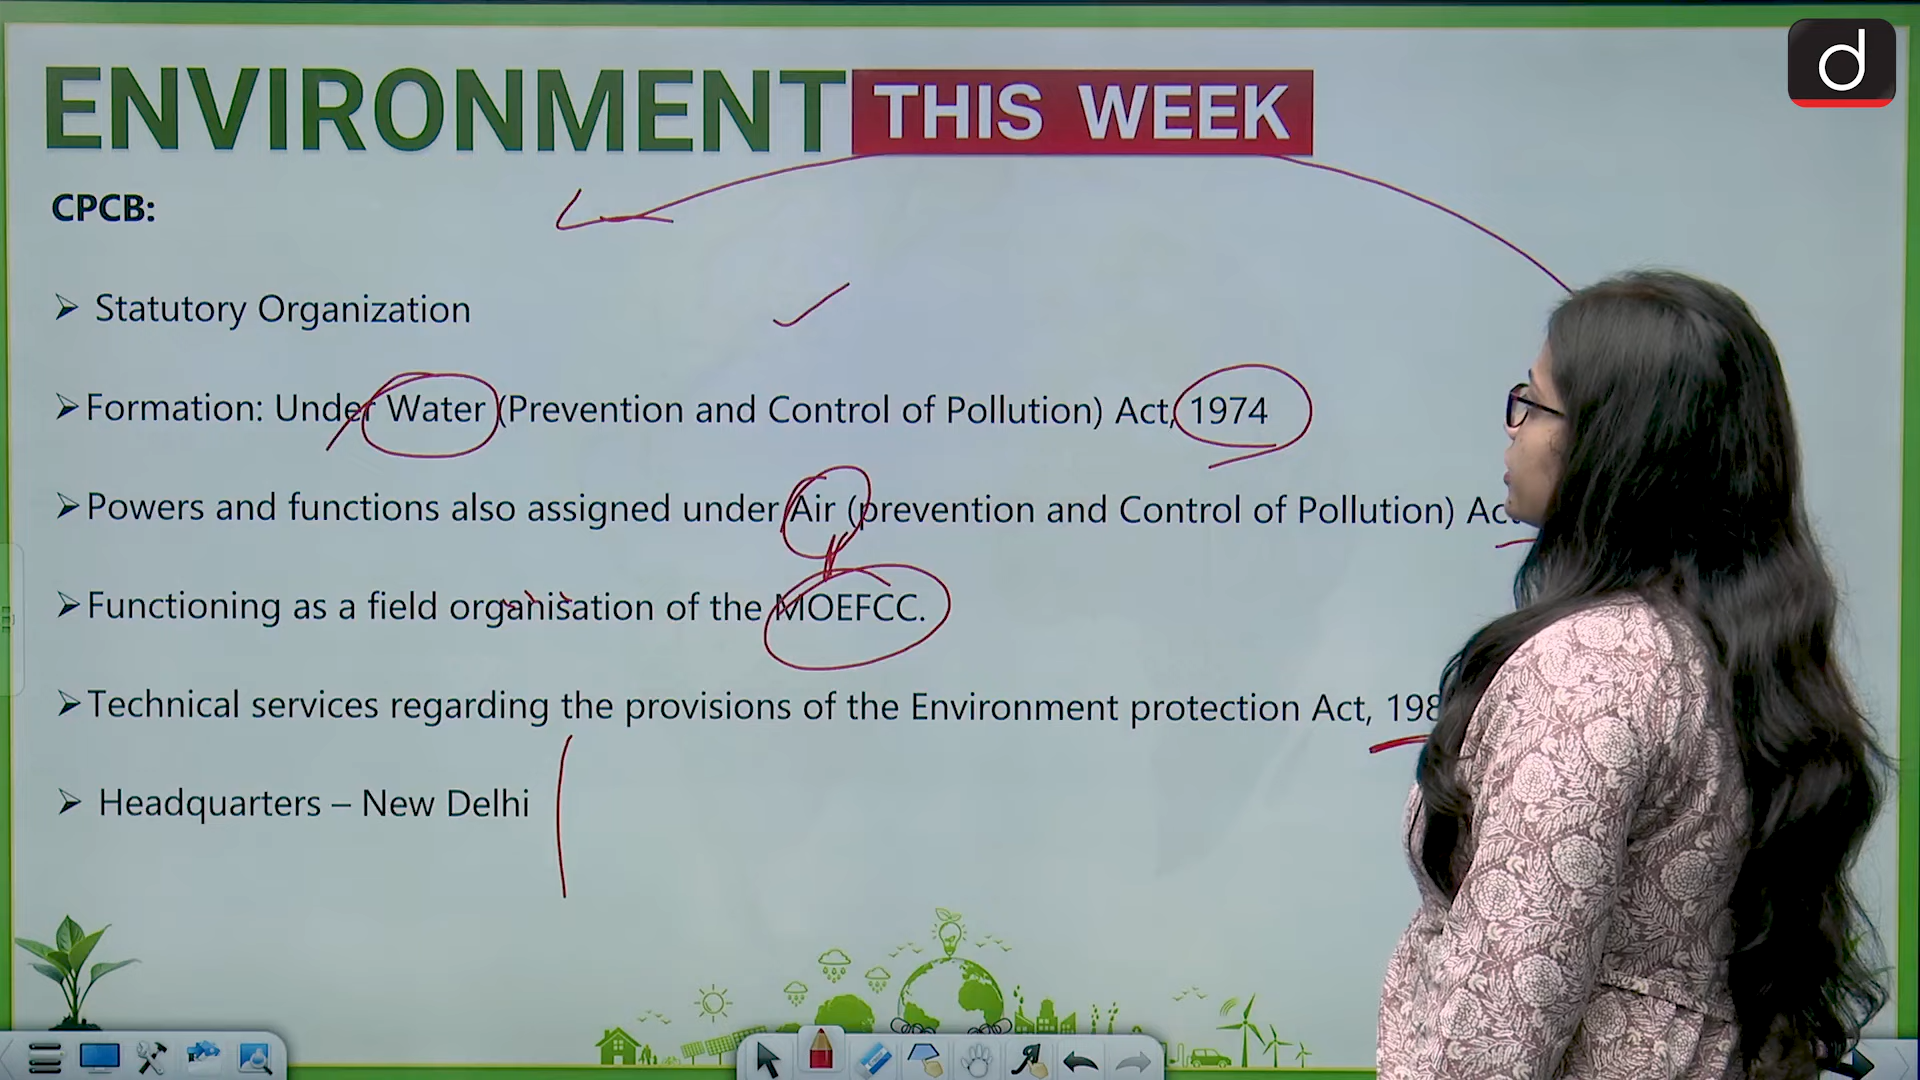 d
ENVIRONMENT THIS WEEK
CPCB:
➢ Statutory Organization
➢ Formation: Under Water (Prevention and Control of Pollution) Act, 1974
➢ Powers and functions also assigned under Air (prevention and Control of Pollution)
➢ Functioning as a field organisation of the MOEFCC.
➢ Technical services regarding the provisions of the Environment protection Act,
➢ Headquarters – New Delhi